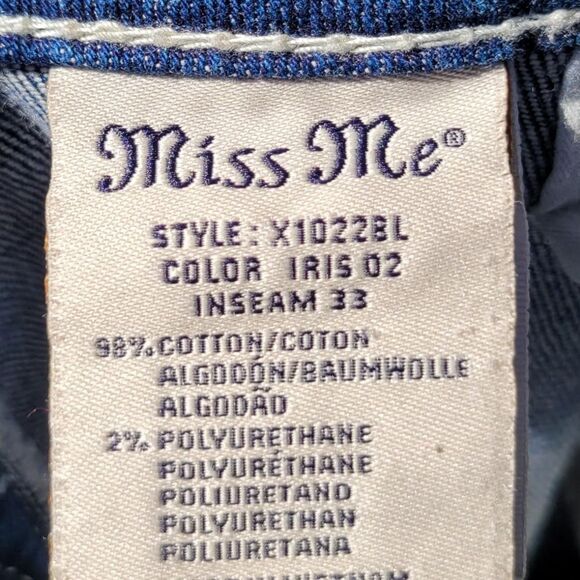 Miss Me®
STYLE: X1022BL
COLOR IRIS 02
INSEAM 33
98% COTTON/COTON
ALGODÓN/BAUMWOLLE
ALGODÃO
2% POLYURETHANE
POLYURÉTHANE
POLIURETANO
POLYURETHAN
POLIURETANA